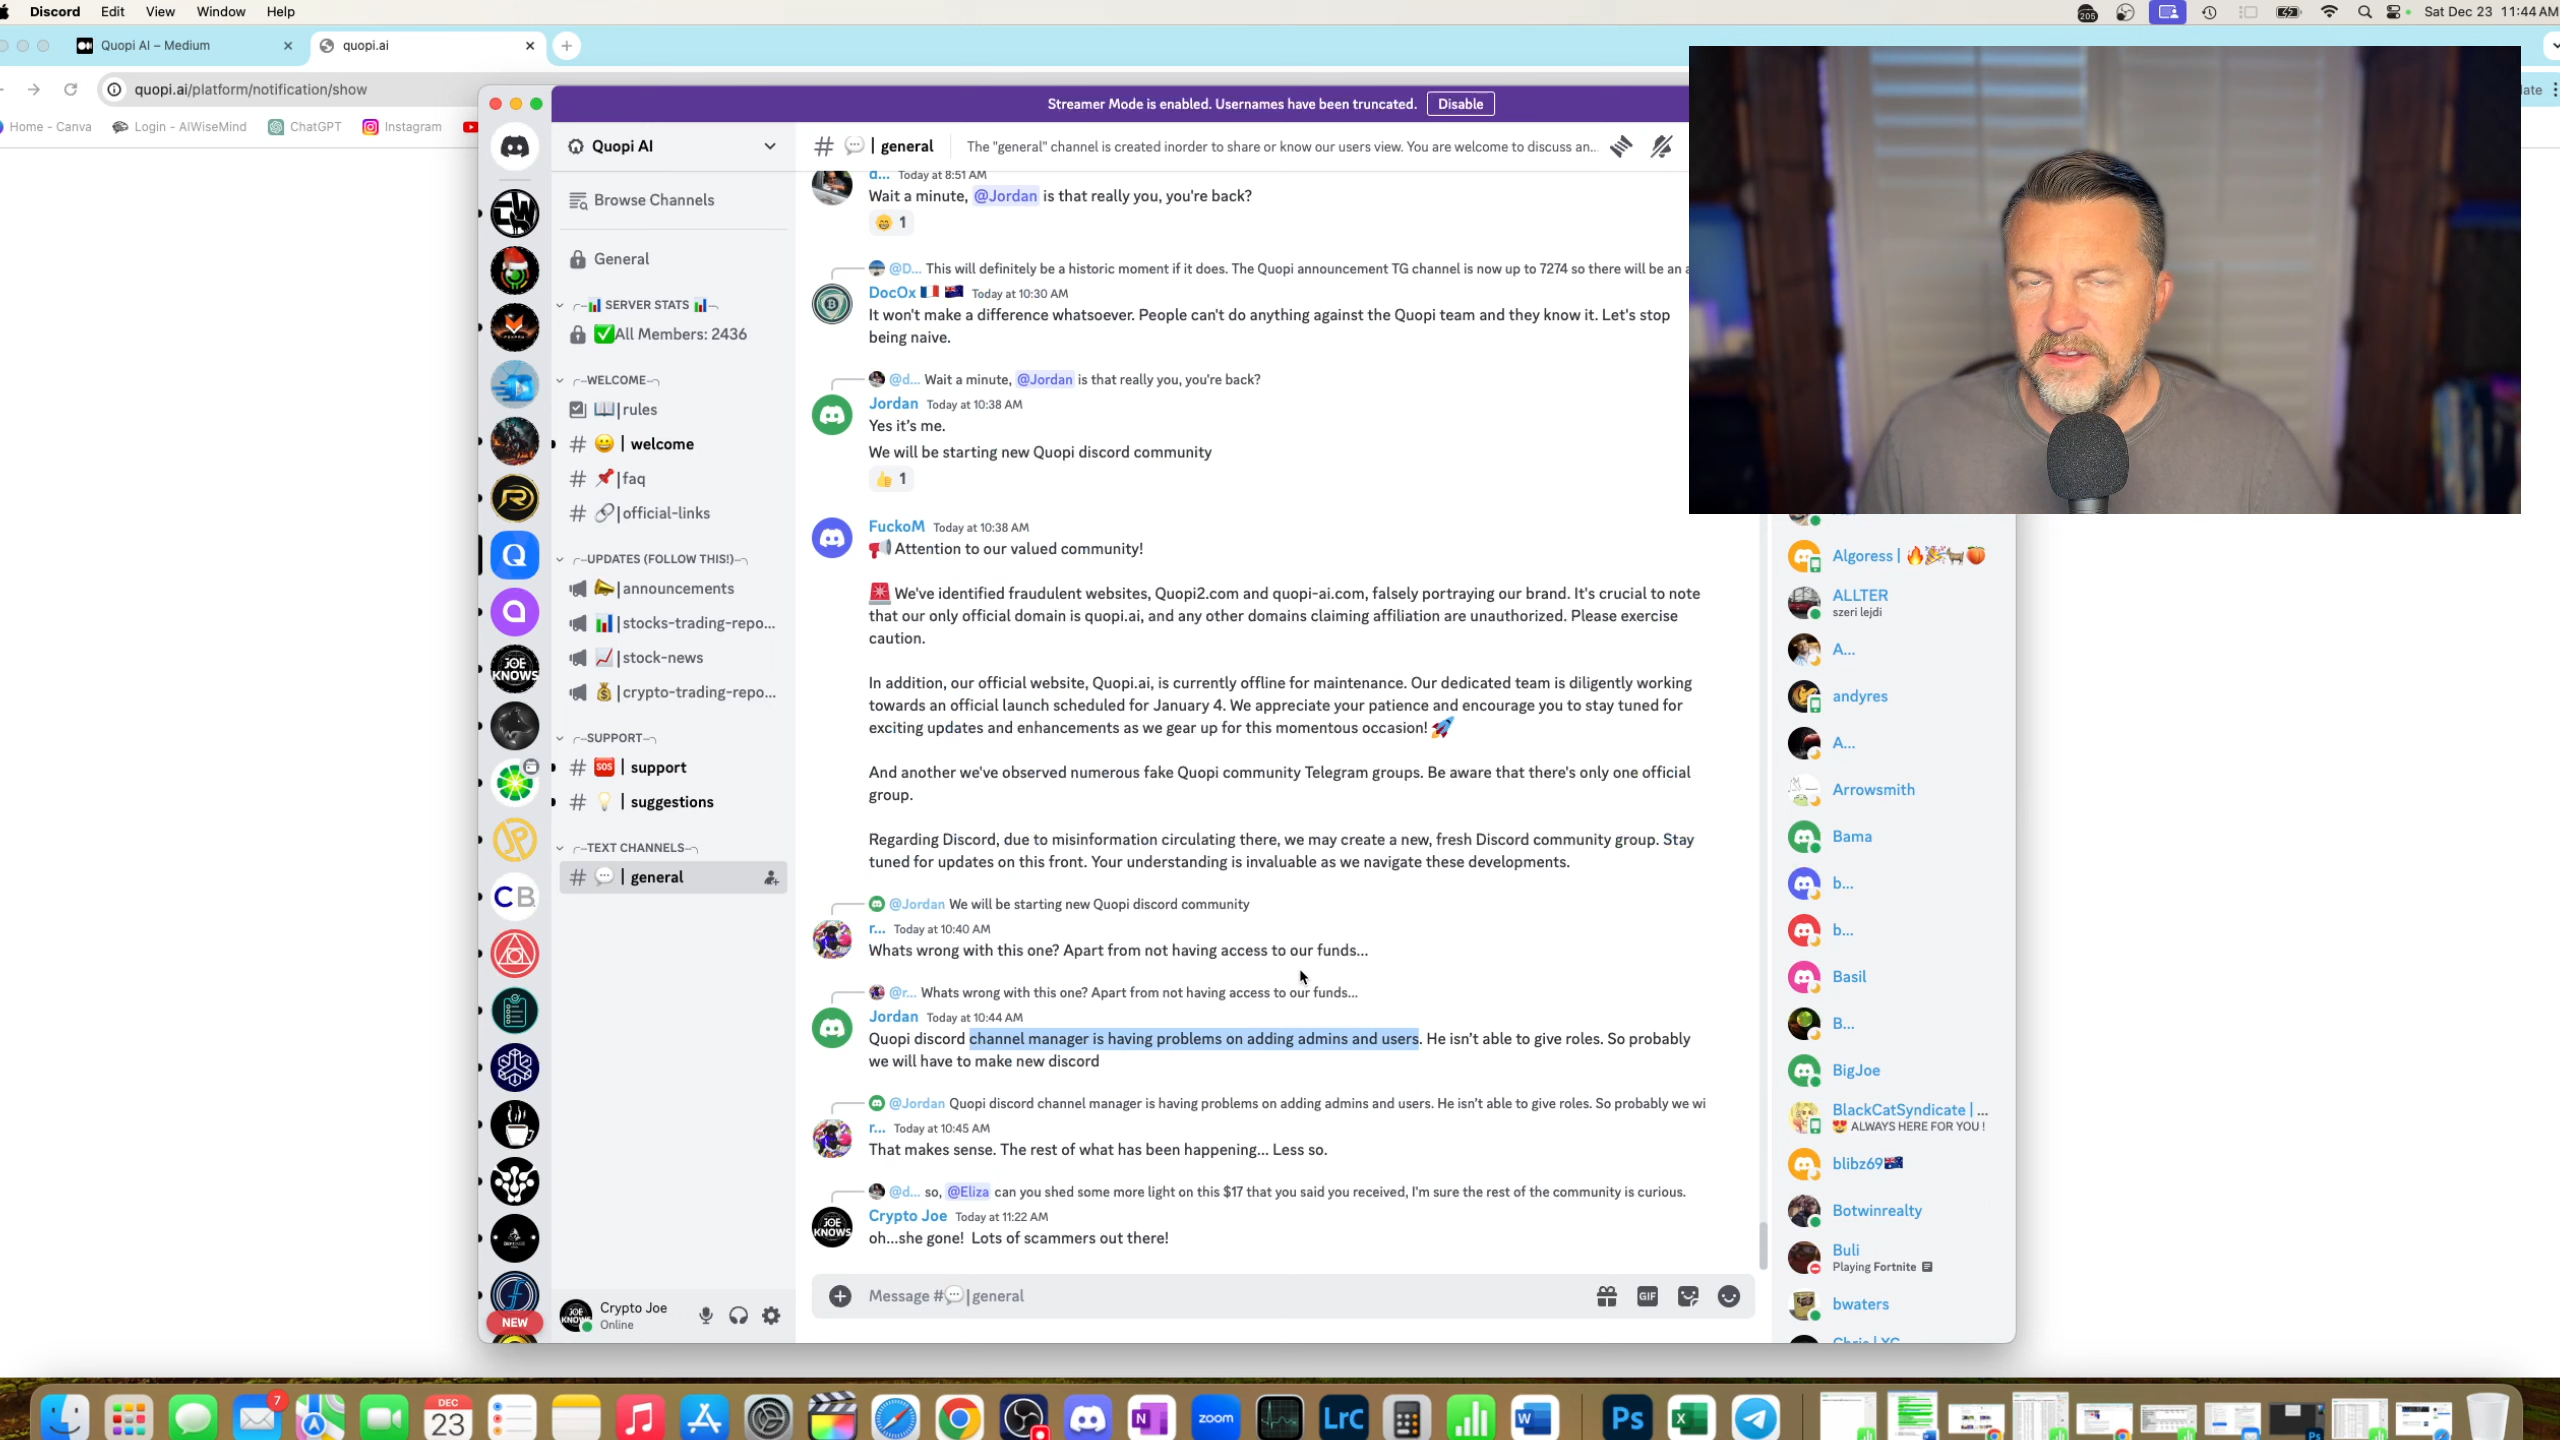 Discord Edit View Window Help
205
Sat Dec 23 11:44 AM
Quopi AI – Medium
quopi.ai
quopi.ai/platform/notification/show
Home - Canva
Login - AIWiseMind
ChatGPT
Instagram
Streamer Mode is enabled. Usernames have been truncated. Disable
Quopi AI
# 💬 | general
The "general" channel is created inorder to share or know our users view. You are welcome to discuss an...
Browse Channels
General
┌─📊 SERVER STATS 📊─┐
✅All Members: 2436
┌─WELCOME─┐
📖|rules
# 😀 | welcome
# 📌|faq
# 🔗|official-links
┌─UPDATES (FOLLOW THIS!)─┐
📣|announcements
📊|stocks-trading-repo...
📈|stock-news
💰|crypto-trading-repo...
┌─SUPPORT─┐
# 🆘 | support
# 💡 | suggestions
┌─TEXT CHANNELS─┐
# 💬 | general
JOE KNOWS
CB
NEW
Crypto Joe
Online
d... Today at 8:51 AM
Wait a minute, @Jordan is that really you, you're back?
😁 1
@D... This will definitely be a historic moment if it does. The Quopi announcement TG channel is now up to 7274 so there will be an a
DocOx 🇫🇷 🇳🇿 Today at 10:30 AM
It won't make a difference whatsoever. People can't do anything against the Quopi team and they know it. Let's stop
being naive.
@d... Wait a minute, @Jordan is that really you, you're back?
Jordan Today at 10:38 AM
Yes it's me.
We will be starting new Quopi discord community
👍 1
FuckoM Today at 10:38 AM
📢 Attention to our valued community!
🚨 We've identified fraudulent websites, Quopi2.com and quopi-ai.com, falsely portraying our brand. It's crucial to note
that our only official domain is quopi.ai, and any other domains claiming affiliation are unauthorized. Please exercise
caution.
In addition, our official website, Quopi.ai, is currently offline for maintenance. Our dedicated team is diligently working
towards an official launch scheduled for January 4. We appreciate your patience and encourage you to stay tuned for
exciting updates and enhancements as we gear up for this momentous occasion! 🚀
And another we've observed numerous fake Quopi community Telegram groups. Be aware that there's only one official
group.
Regarding Discord, due to misinformation circulating there, we may create a new, fresh Discord community group. Stay
tuned for updates on this front. Your understanding is invaluable as we navigate these developments.
@Jordan We will be starting new Quopi discord community
r... Today at 10:40 AM
Whats wrong with this one? Apart from not having access to our funds...
@r... Whats wrong with this one? Apart from not having access to our funds...
Jordan Today at 10:44 AM
Quopi discord channel manager is having problems on adding admins and users. He isn't able to give roles. So probably
we will have to make new discord
@Jordan Quopi discord channel manager is having problems on adding admins and users. He isn't able to give roles. So probably we wi
r... Today at 10:45 AM
That makes sense. The rest of what has been happening... Less so.
@d... so, @Eliza can you shed some more light on this $17 that you said you received, I'm sure the rest of the community is curious.
Crypto Joe Today at 11:22 AM
oh...she gone! Lots of scammers out there!
Message #💬|general
GIF
Algoress | 🔥🎉🐐🍑
ALLTER
szeri lejdi
A...
andyres
A...
Arrowsmith
Bama
b...
b...
Basil
B...
BigJoe
BlackCatSyndicate | ...
😍 ALWAYS HERE FOR YOU !
blibz69🇦🇺
Botwinrealty
Buli
Playing Fortnite
bwaters
7
DEC
23
N
zoom
LrC
W
Ps
X